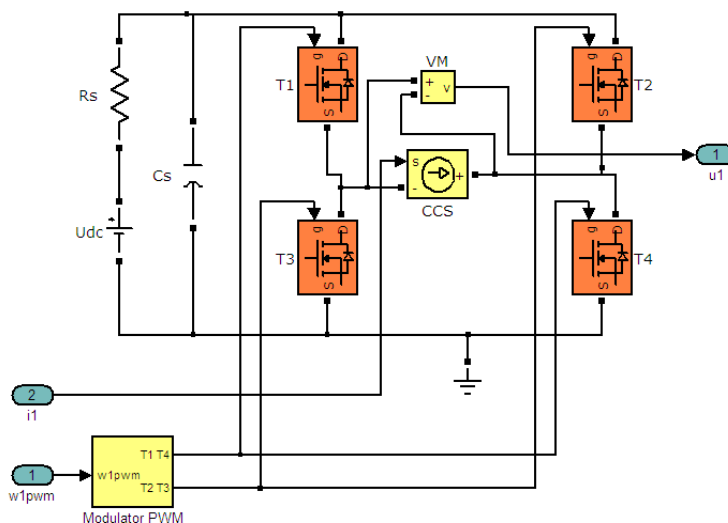 VM
g
D
T1
S
+
-
v
g
D
T2
S
Rs
1
u1
Cs
s
-
+
CCS
Udc
+
g
D
T3
S
g
D
T4
S
2
i1
1
w1pwm
w1pwm
T1 T4
T2 T3
Modulator PWM